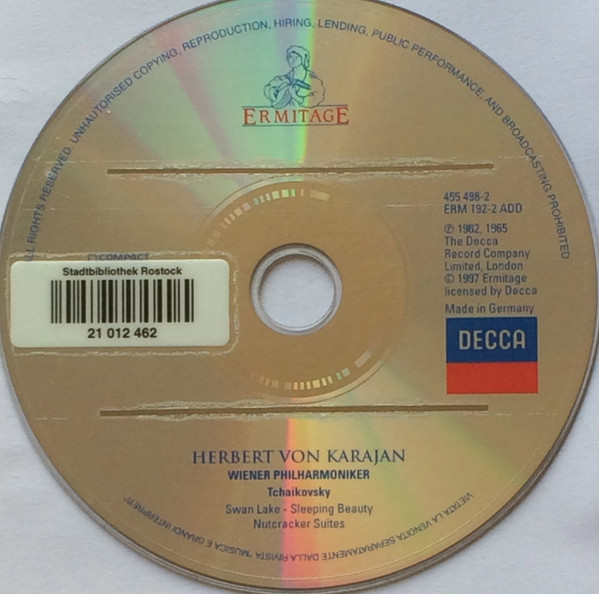 ALL RIGHTS RESERVED. UNHAUTORISED COPYING, REPRODUCTION, HIRING, LENDING, PUBLIC PERFORMANCE, AND BROADCASTING PROHIBITED
ERMITAGE
455 498-2
ERM 192-2 ADD
℗ 1962, 1965
The Decca
Record Company
Limited, London
© 1997 Ermitage
licensed by Decca
Made in Germany
DECCA
COMPACT
Stadtbibliothek Rostock
21 012 462
HERBERT VON KARAJAN
WIENER PHILHARMONIKER
Tchaikovsky
Swan Lake - Sleeping Beauty
Nutcracker Suites
VIETATA LA VENDITA SEPARATAMENTE DALLA RIVISTA "MUSICA E GRANDI INTERPRETI"